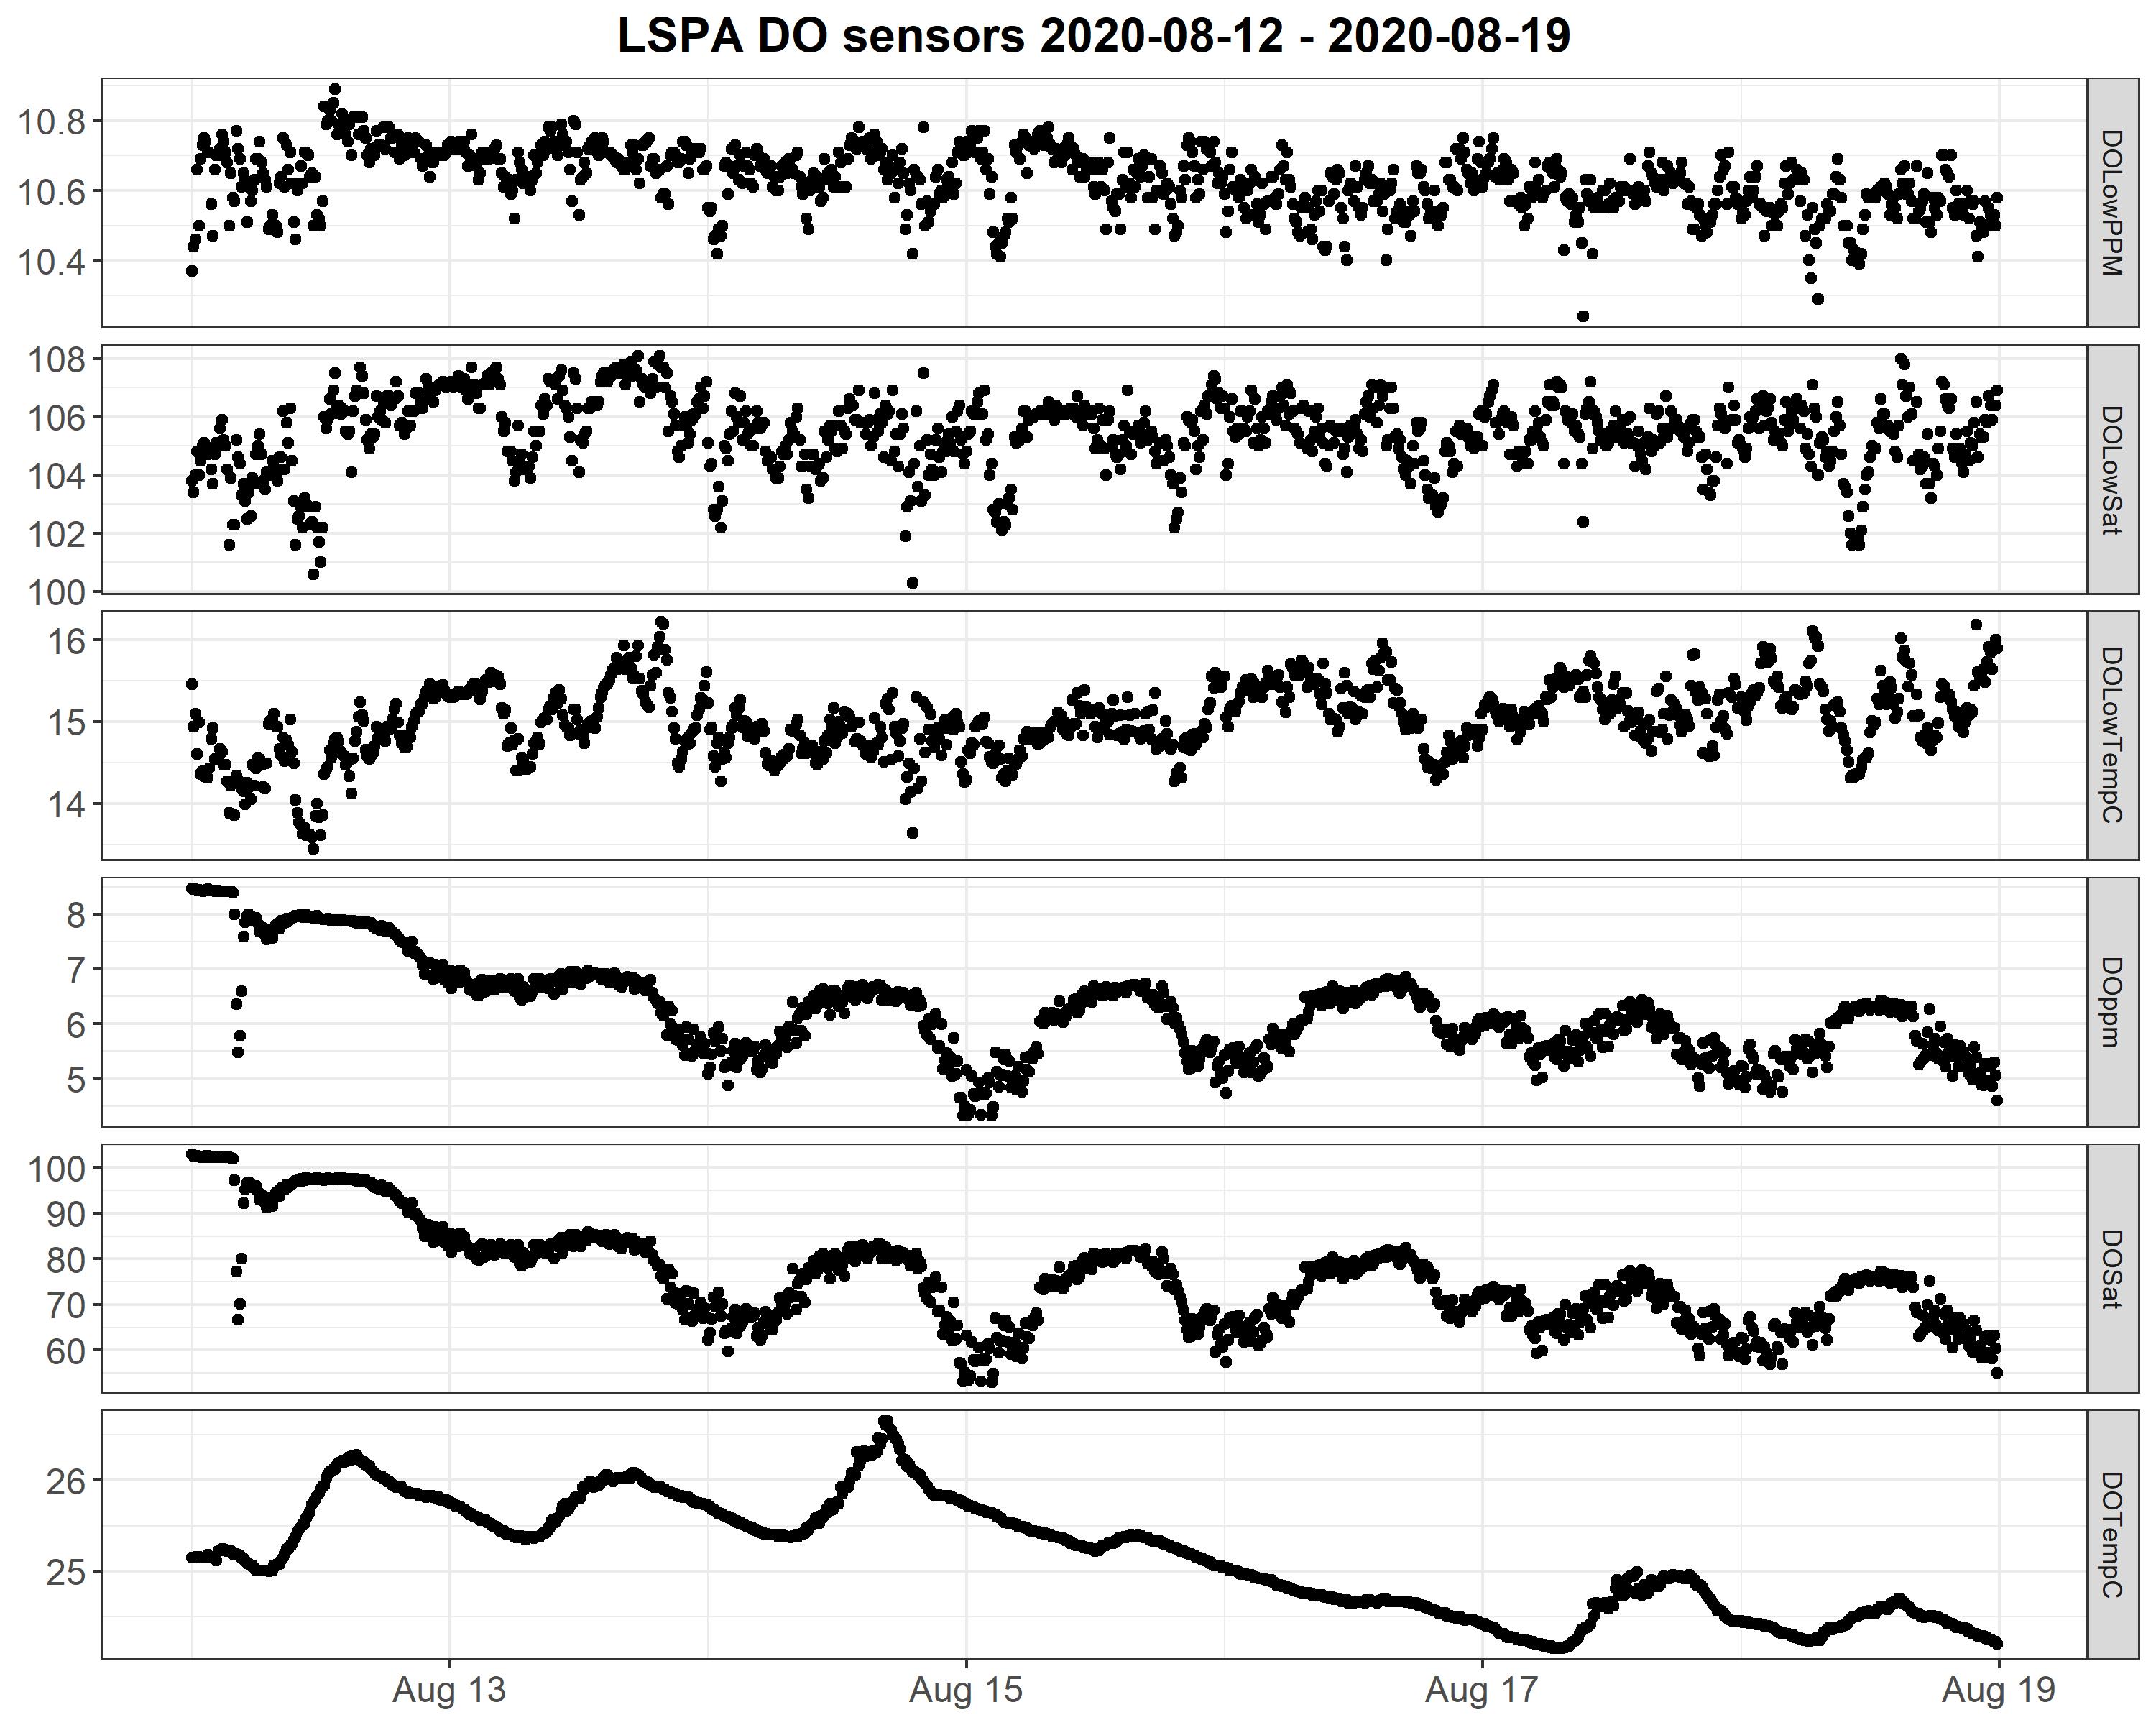 LSPA DO sensors 2020-08-12 - 2020-08-19
10.8
10.6
10.4
DOLowPPM
108
106
104
102
100
DOLowSat
16
15
14
DOLowTempC
8
7
6
5
DOppm
100
90
80
70
60
DOSat
26
25
DOTempC
Aug 13 Aug 15 Aug 17 Aug 19